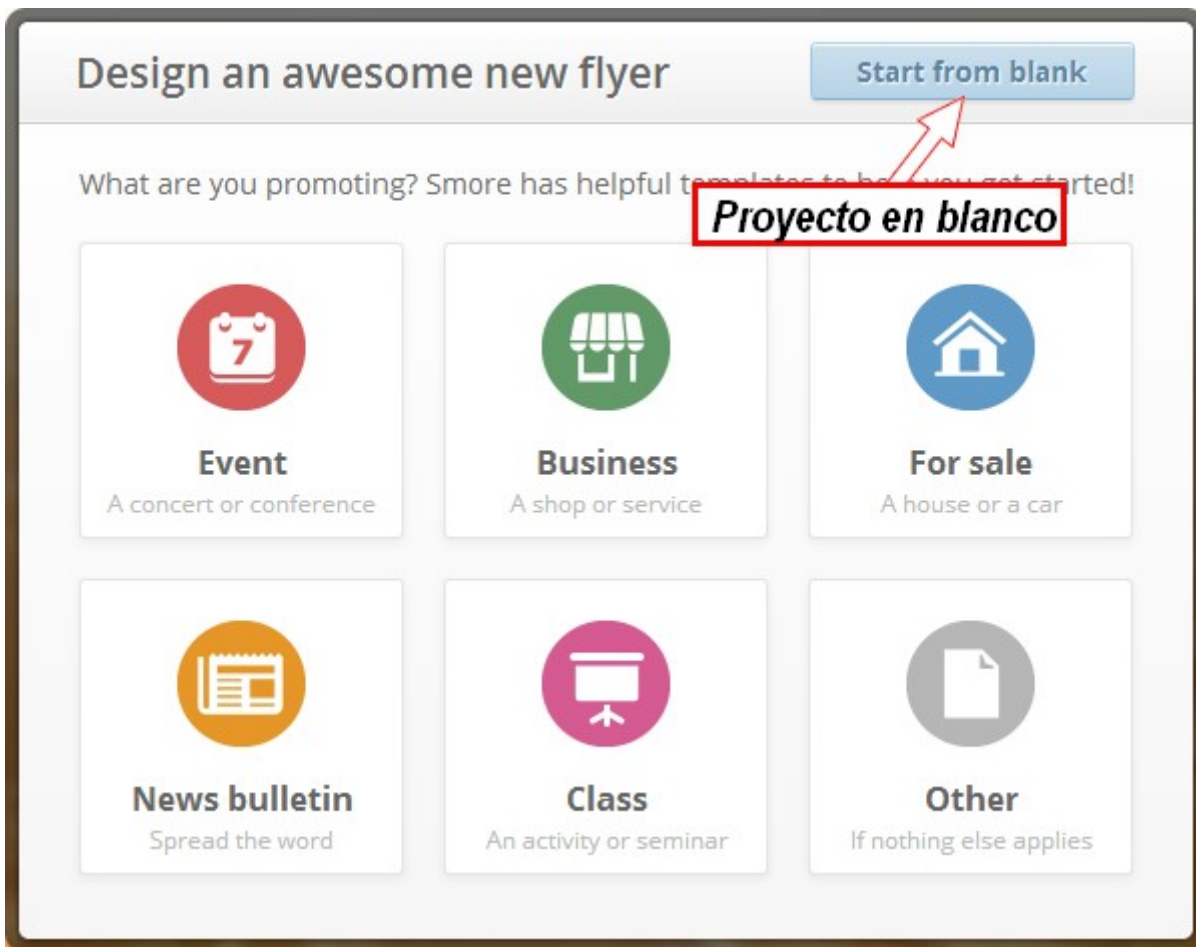 Design an awesome new flyer
Start from blank
What are you promoting? Smore has helpful templates to help you get started!
Proyecto en blanco
7
Event
A concert or conference
Business
A shop or service
For sale
A house or a car
News bulletin
Spread the word
Class
An activity or seminar
Other
If nothing else applies